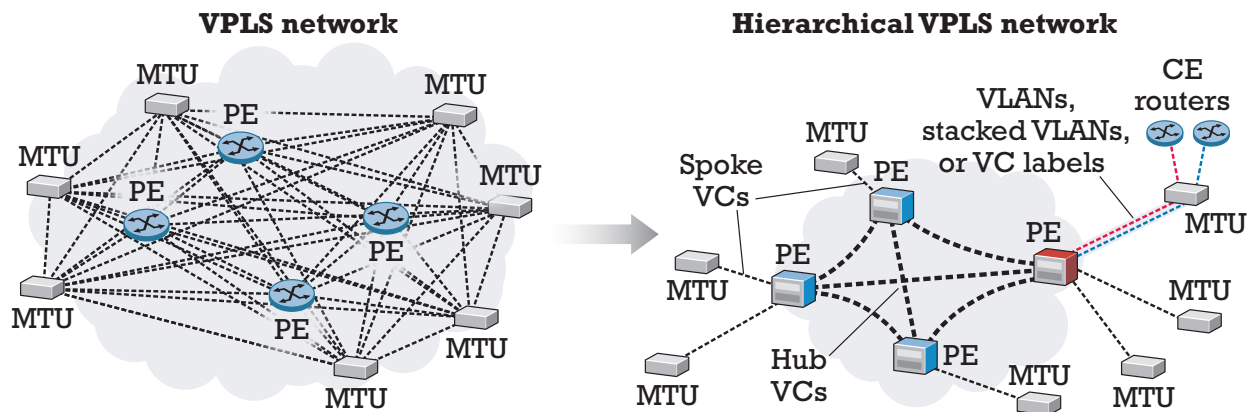 VPLS network
MTU
PE
MTU
MTU
PE
MTU
PE
MTU
PE
MTU
MTU
Hierarchical VPLS network
VLANs,
stacked VLANs,
or VC labels
CE
routers
MTU
Spoke
VCs
PE
MTU
PE
PE
MTU
MTU
MTU
Hub
VCs
PE
MTU
MTU